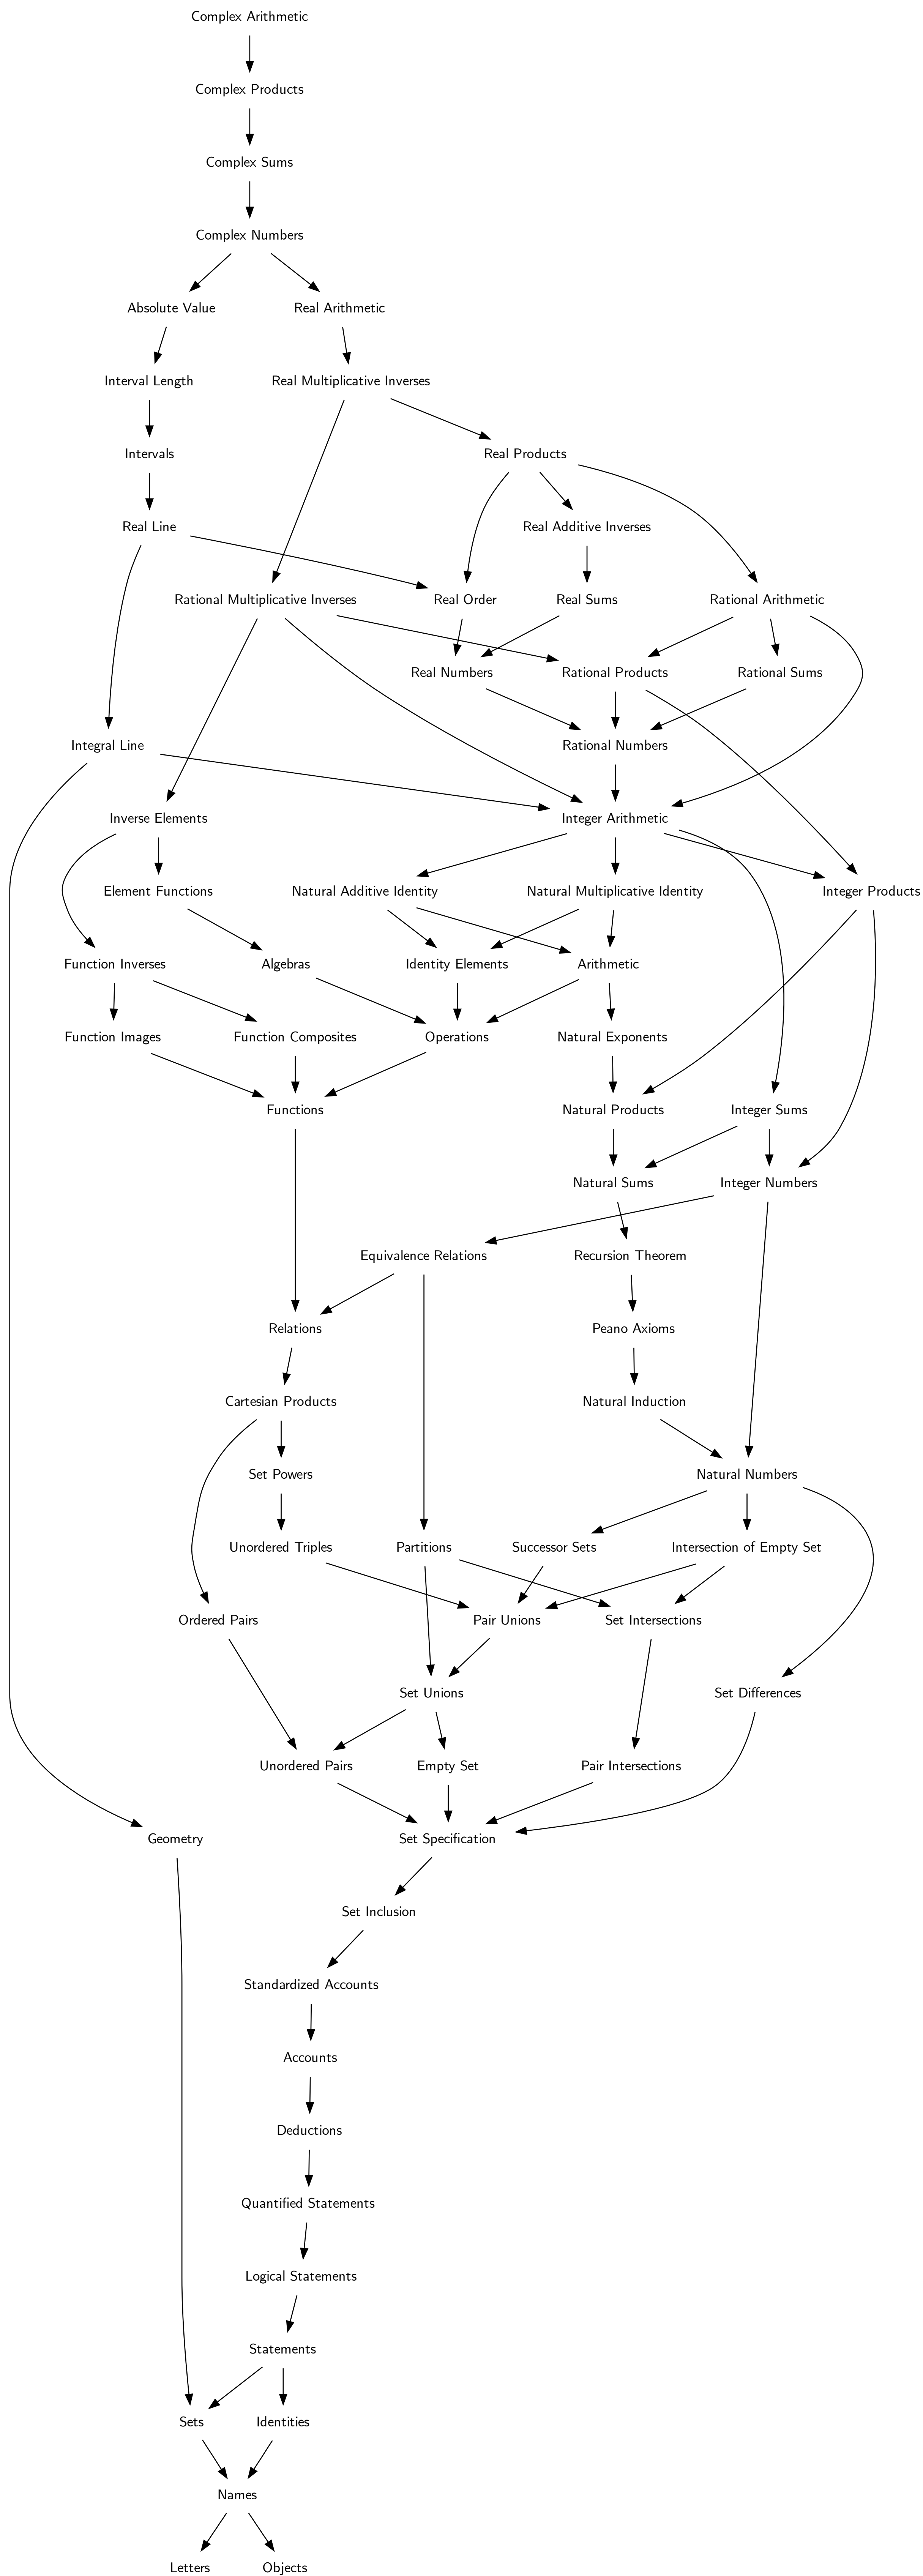 Complex Arithmetic
Complex Products
Complex Sums
Complex Numbers
Absolute Value
Real Arithmetic
Interval Length
Real Multiplicative Inverses
Intervals
Real Products
Real Line
Real Additive Inverses
Rational Multiplicative Inverses
Real Order
Real Sums
Rational Arithmetic
Real Numbers
Rational Products
Rational Sums
Integral Line
Rational Numbers
Inverse Elements
Integer Arithmetic
Element Functions
Natural Additive Identity
Natural Multiplicative Identity
Integer Products
Function Inverses
Algebras
Identity Elements
Arithmetic
Function Images
Function Composites
Operations
Natural Exponents
Functions
Natural Products
Integer Sums
Natural Sums
Integer Numbers
Equivalence Relations
Recursion Theorem
Relations
Peano Axioms
Cartesian Products
Natural Induction
Set Powers
Natural Numbers
Unordered Triples
Partitions
Successor Sets
Intersection of Empty Set
Ordered Pairs
Pair Unions
Set Intersections
Set Unions
Set Differences
Unordered Pairs
Empty Set
Pair Intersections
Geometry
Set Specification
Set Inclusion
Standardized Accounts
Accounts
Deductions
Quantified Statements
Logical Statements
Statements
Sets
Identities
Names
Letters
Objects